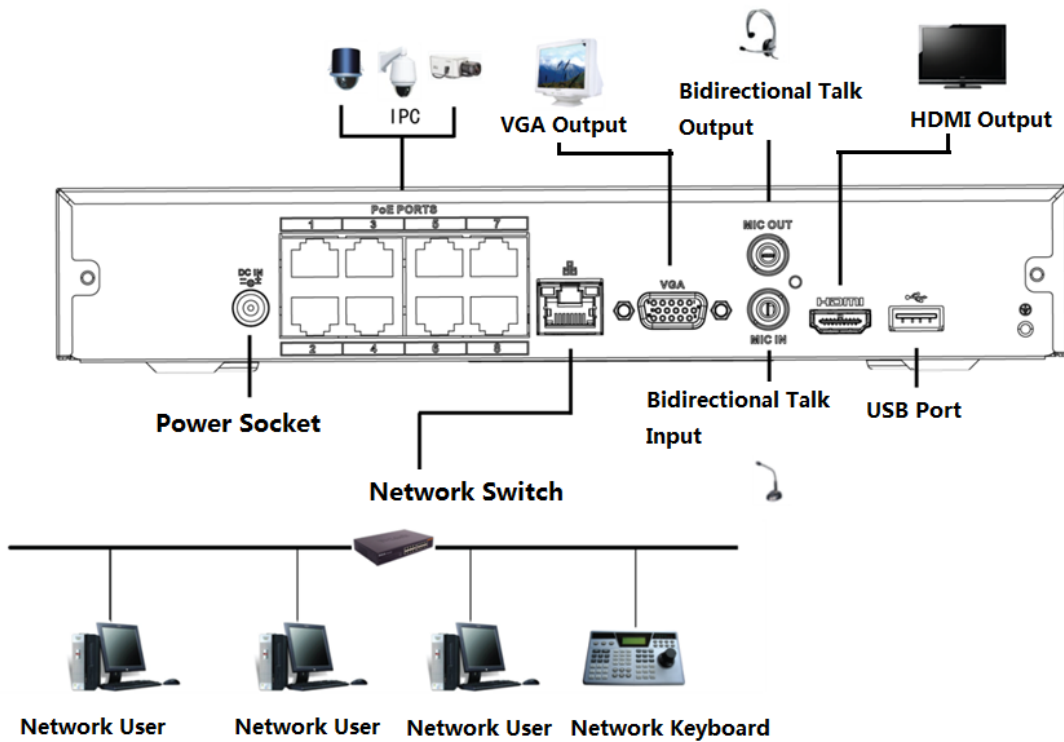 IPC
VGA Output
Bidirectional Talk
Output
HDMI Output
PoE PORTS
1 3 5 7
MIC OUT
DC IN
VGA
HDMI
2 4 6 8
MIC IN
Power Socket
Bidirectional Talk
Input
USB Port
Network Switch
Network User
Network User
Network User
Network Keyboard